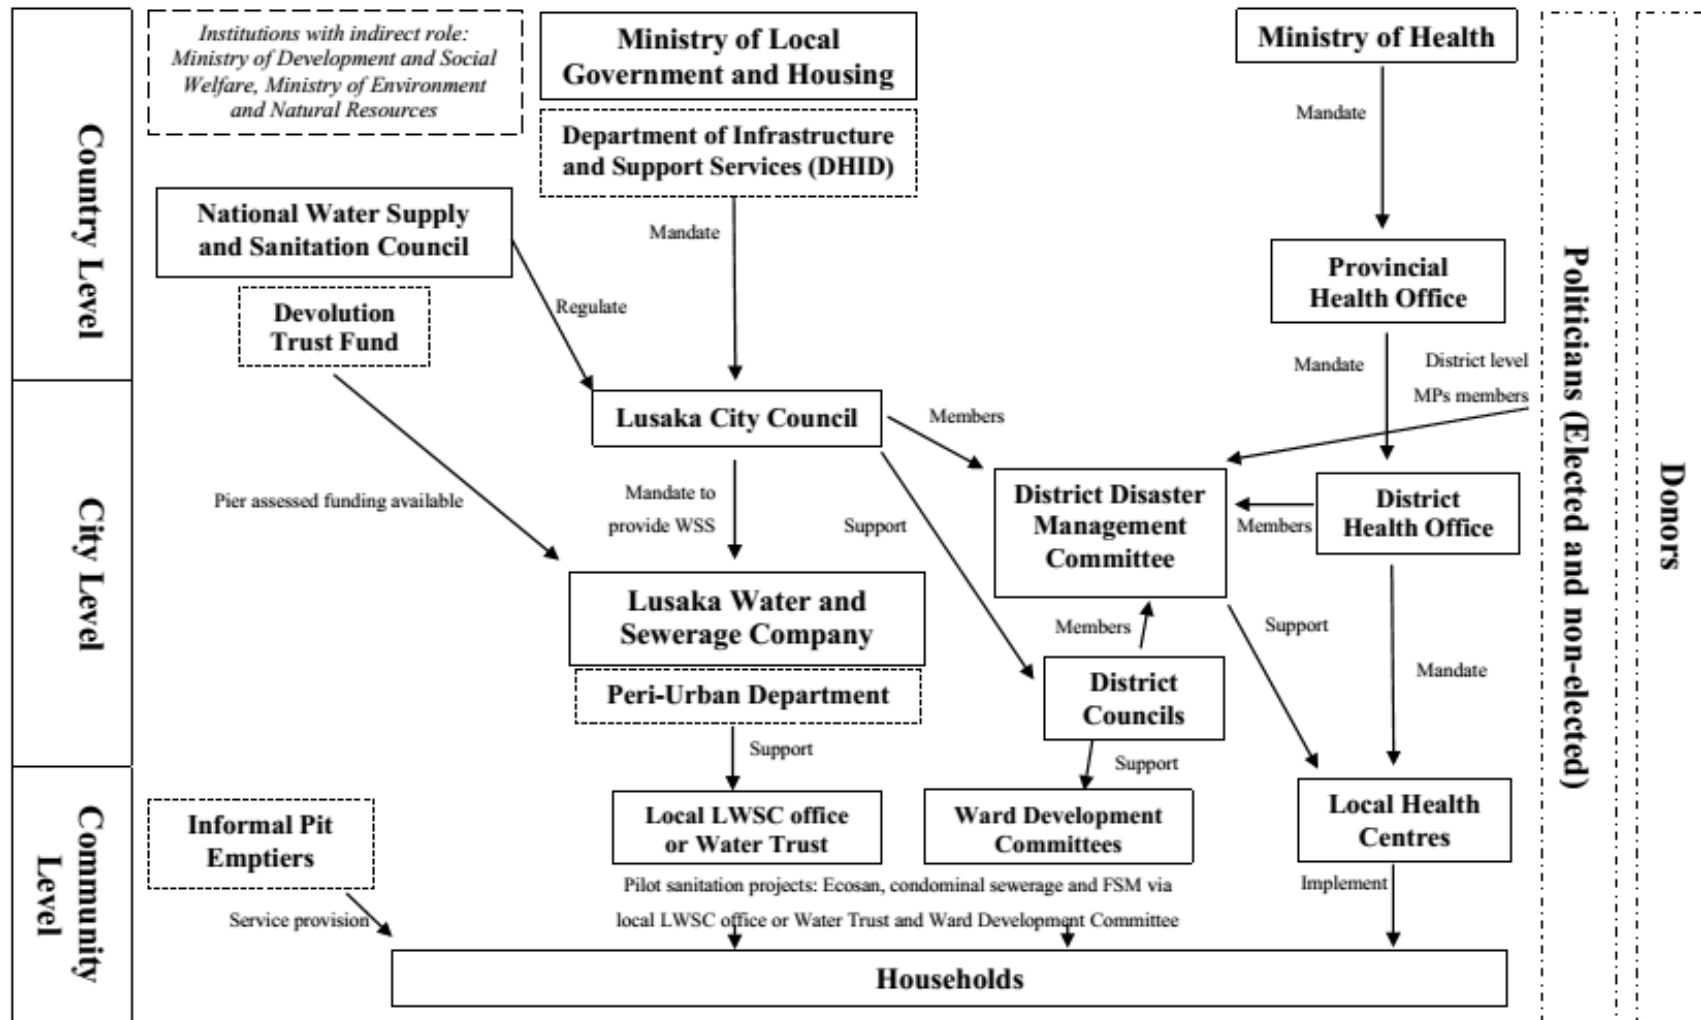 Country Level
City Level
Community
Level
Institutions with indirect role:
Ministry of Development and Social
Welfare, Ministry of Environment
and Natural Resources
Ministry of Local
Government and Housing
Department of Infrastructure
and Support Services (DHID)
Ministry of Health
Mandate
National Water Supply
and Sanitation Council
Devolution
Trust Fund
Mandate
Regulate
Provincial
Health Office
Mandate
District level
MPs members
Lusaka City Council
Members
Pier assessed funding available
Mandate to
provide WSS
Support
District Disaster
Management
Committee
Members
District
Health Office
Lusaka Water and
Sewerage Company
Peri-Urban Department
Members
Support
District
Councils
Mandate
Support
Support
Informal Pit
Emptiers
Local LWSC office
or Water Trust
Ward Development
Committees
Local Health
Centres
Service provision
Pilot sanitation projects: Ecosan, condominal sewerage and FSM via
local LWSC office or Water Trust and Ward Development Committee
Implement
Households
Politicians (Elected and non-elected)
Donors